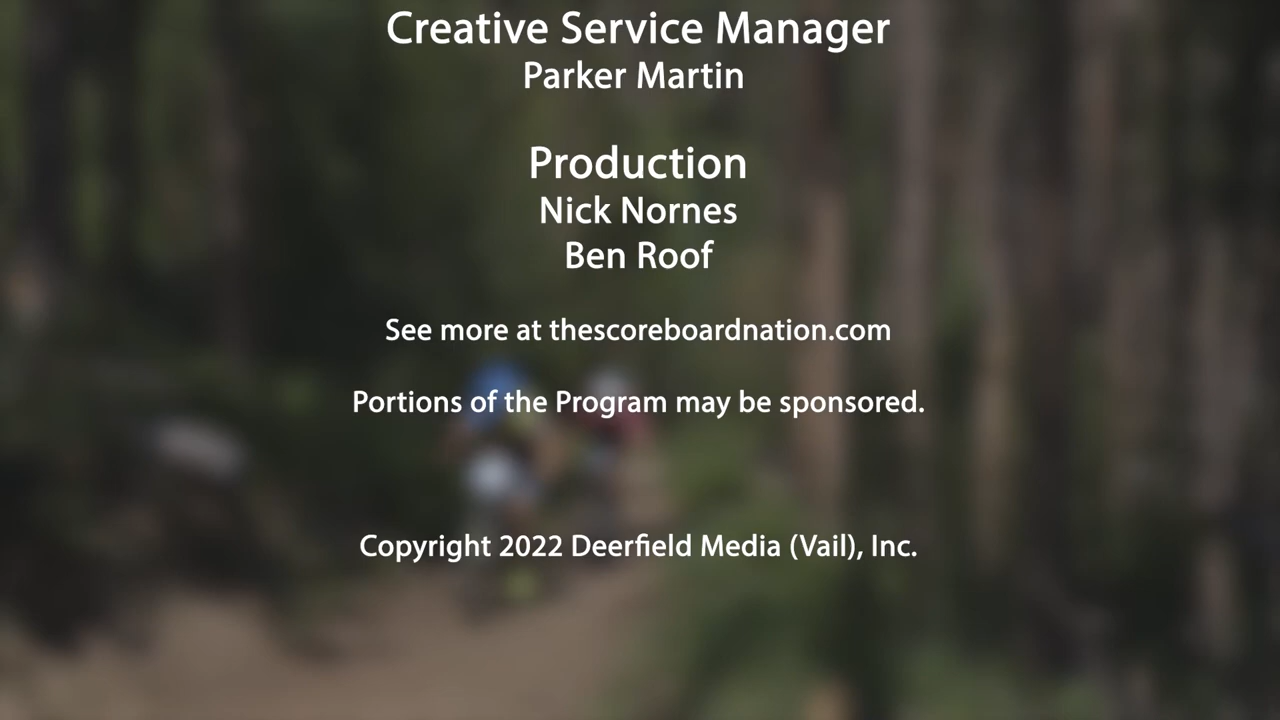 Creative Service Manager
Parker Martin
Production
Nick Nornes
Ben Roof
See more at thescoreboardnation.com
Portions of the Program may be sponsored.
Copyright 2022 Deerfield Media (Vail), Inc.